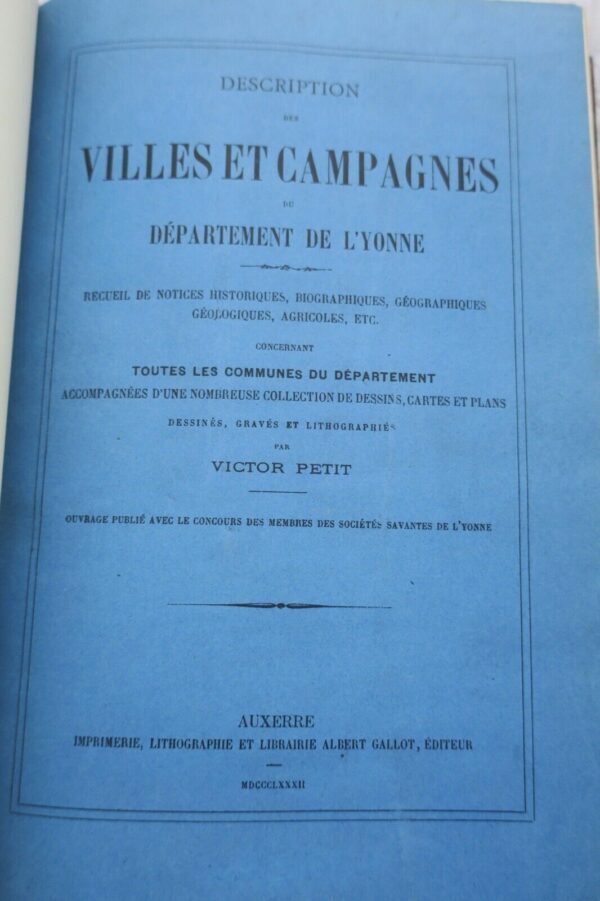 DESCRIPTION
DES
VILLES ET CAMPAGNES
DU
DÉPARTEMENT DE L'YONNE
RECUEIL DE NOTICES HISTORIQUES, BIOGRAPHIQUES, GÉOGRAPHIQUES
GÉOLOGIQUES, AGRICOLES, ETC.
CONCERNANT
TOUTES LES COMMUNES DU DÉPARTEMENT
ACCOMPAGNÉES D'UNE NOMBREUSE COLLECTION DE DESSINS, CARTES ET PLANS
DESSINÉS, GRAVÉS ET LITHOGRAPHIÉS
PAR
VICTOR PETIT
OUVRAGE PUBLIÉ AVEC LE CONCOURS DES MEMBRES DES SOCIÉTÉS SAVANTES DE L'YONNE
AUXERRE
IMPRIMERIE, LITHOGRAPHIE ET LIBRAIRIE ALBERT GALLOT, ÉDITEUR
MDCCCLXXXII